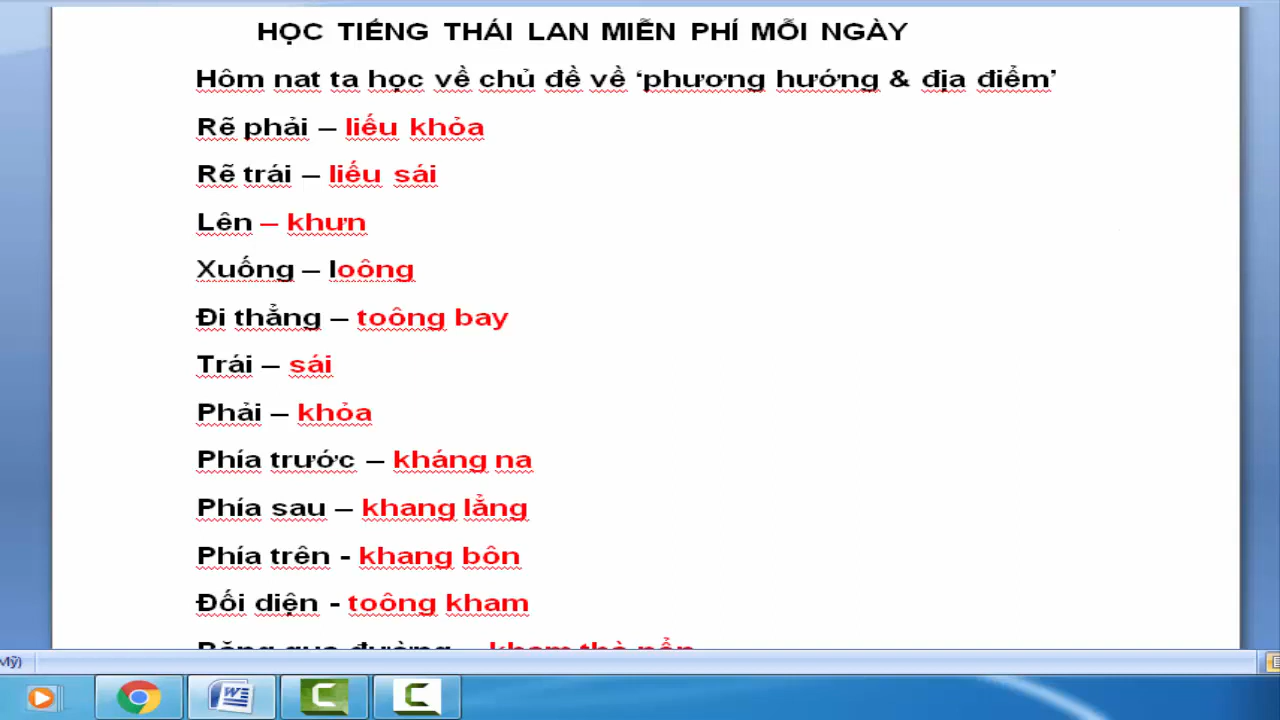 HỌC TIẾNG THÁI LAN MIỄN PHÍ MỖI NGÀY
Hôm nat ta học về chủ đề về ‘phương hướng & địa điểm’
Rẽ phải – liếu khỏa
Rẽ trái – liếu sái
Lên – khưn
Xuống – loông
Đi thẳng – toông bay
Trái – sái
Phải – khỏa
Phía trước – kháng na
Phía sau – khang lẳng
Phía trên - khang bôn
Đối diện - toông kham
Mỹ)